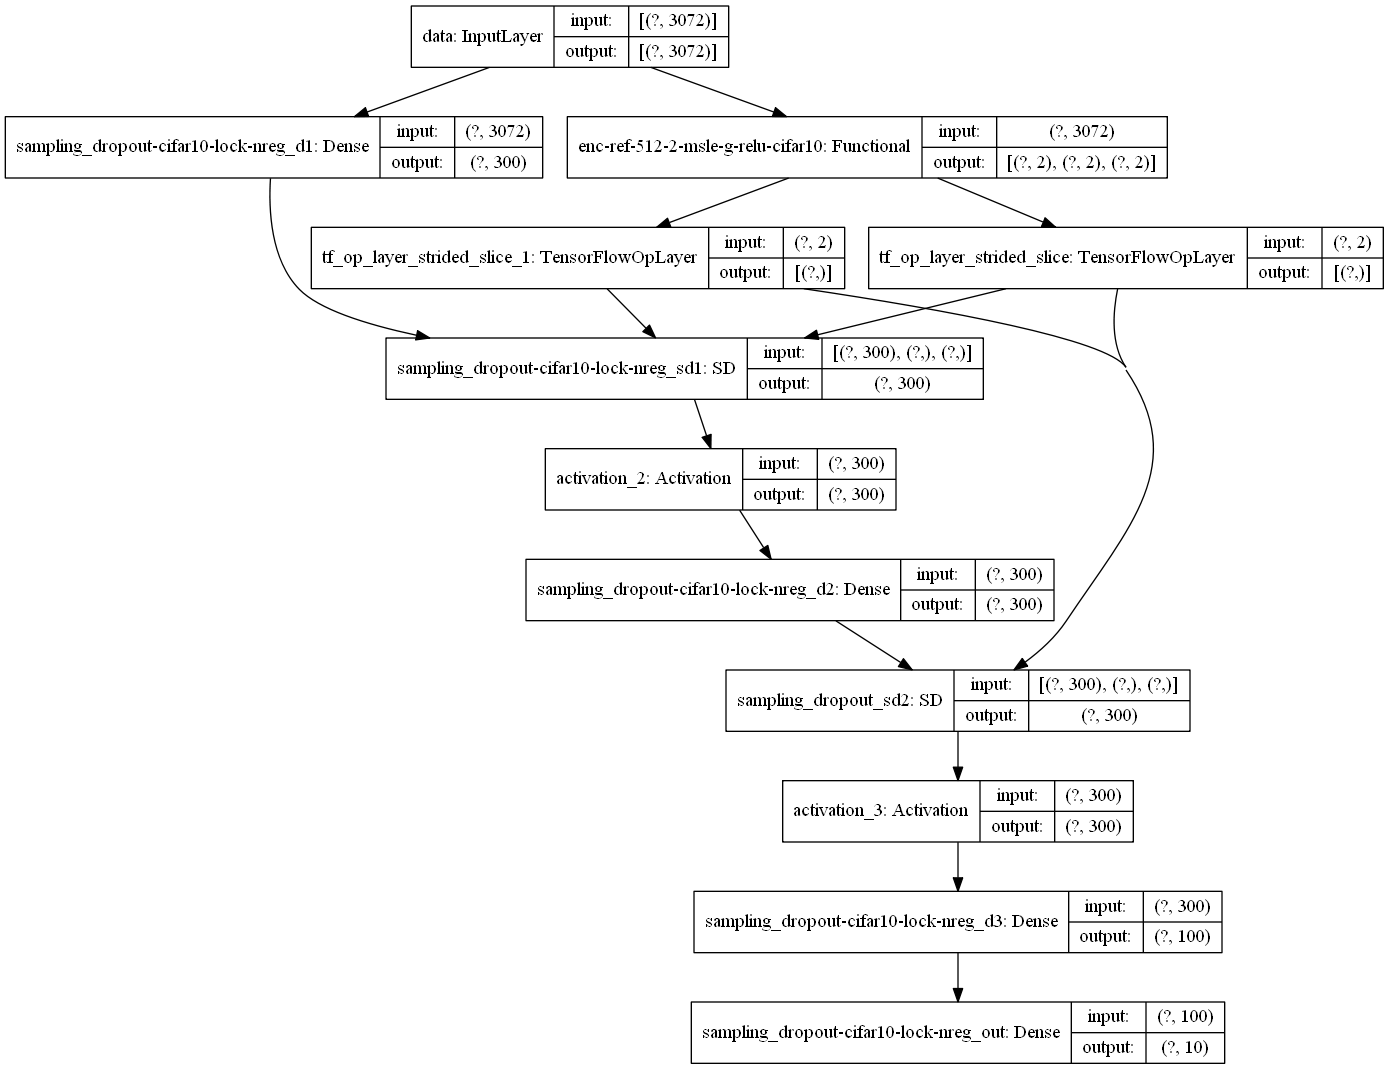 data: InputLayer
input: [(?, 3072)]
output: [(?, 3072)]
sampling_dropout-cifar10-lock-nreg_d1: Dense
input: (?, 3072)
output: (?, 300)
enc-ref-512-2-msle-g-relu-cifar10: Functional
input: (?, 3072)
output: [(?, 2), (?, 2), (?, 2)]
tf_op_layer_strided_slice_1: TensorFlowOpLayer
input: (?, 2)
output: [(?,)]
tf_op_layer_strided_slice: TensorFlowOpLayer
input: (?, 2)
output: [(?,)]
sampling_dropout-cifar10-lock-nreg_sd1: SD
input: [(?, 300), (?,), (?,)]
output: (?, 300)
activation_2: Activation
input: (?, 300)
output: (?, 300)
sampling_dropout-cifar10-lock-nreg_d2: Dense
input: (?, 300)
output: (?, 300)
sampling_dropout_sd2: SD
input: [(?, 300), (?,), (?,)]
output: (?, 300)
activation_3: Activation
input: (?, 300)
output: (?, 300)
sampling_dropout-cifar10-lock-nreg_d3: Dense
input: (?, 300)
output: (?, 100)
sampling_dropout-cifar10-lock-nreg_out: Dense
input: (?, 100)
output: (?, 10)